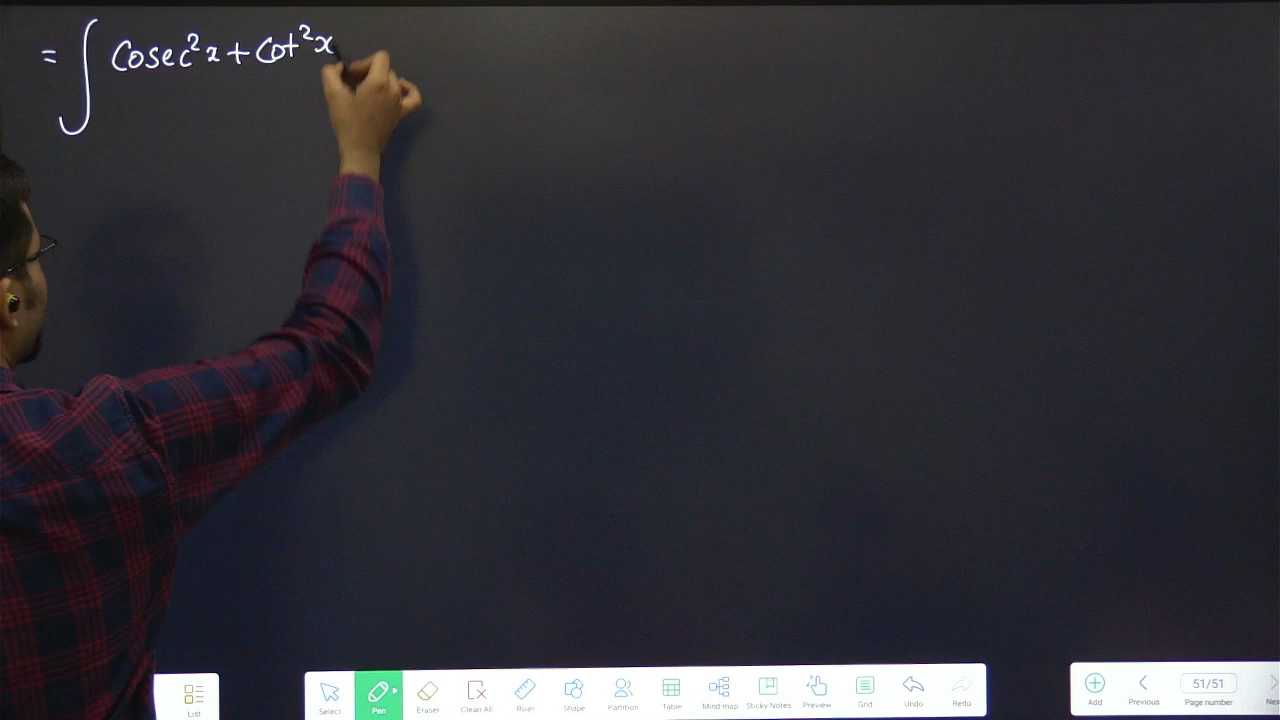 = ∫ Cosec²x + Cot²x
List
Select Pen Eraser Clean All Ruler Shape Partition Table Mind map Sticky Notes Preview Grid Undo Redo
Add Previous 51/51 Page number